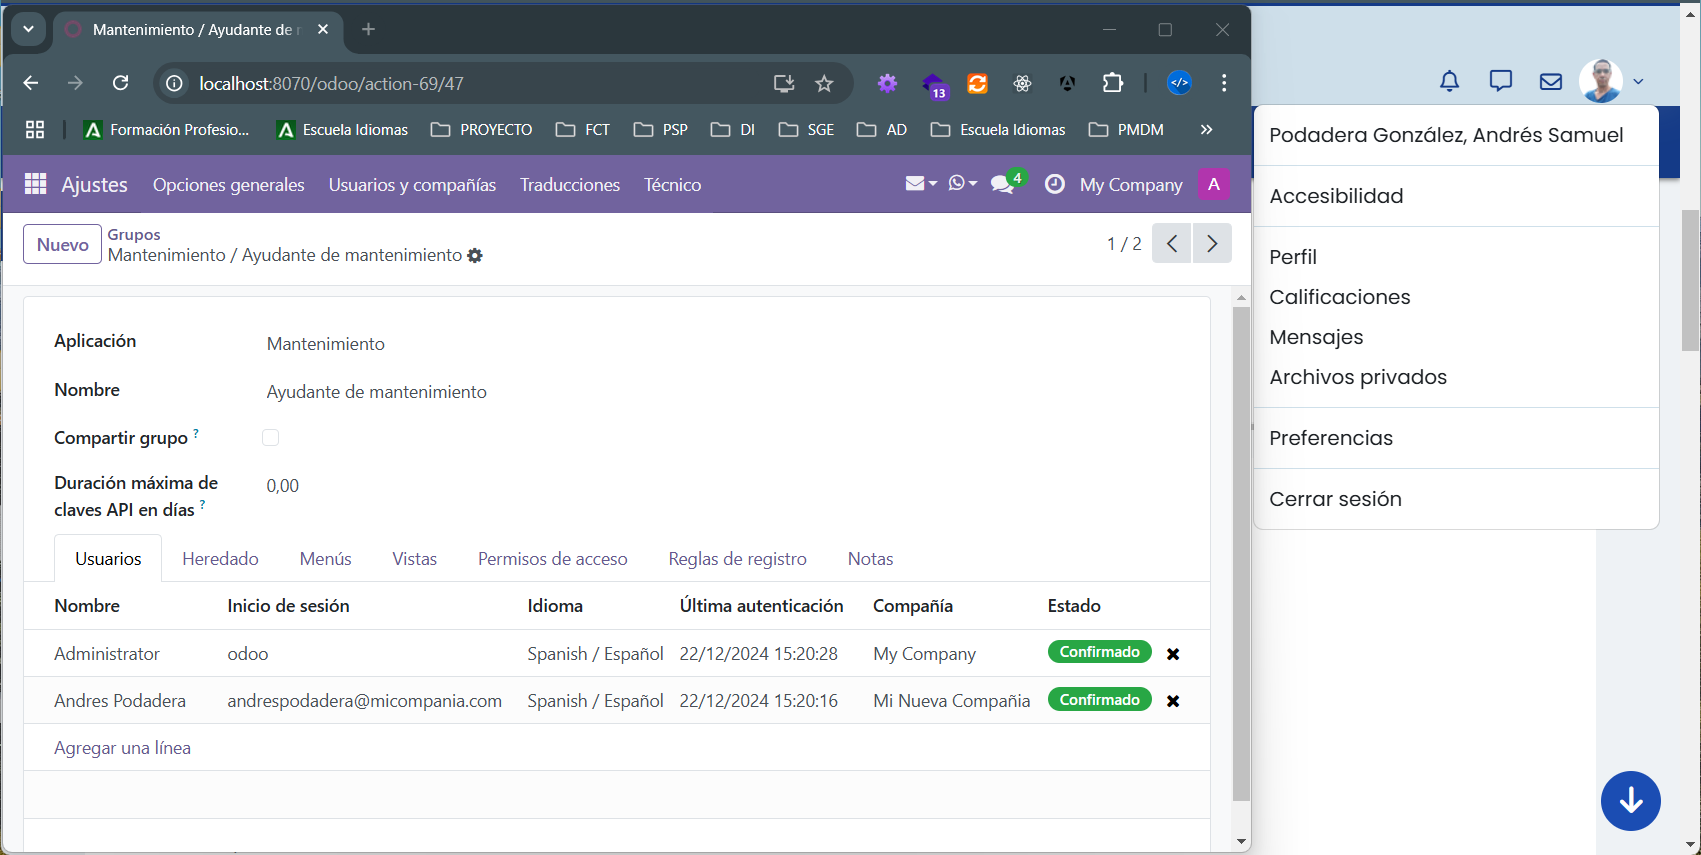 Mantenimiento / Ayudante de m
localhost:8070/odoo/action-69/47
13
Formación Profesio...
Escuela Idiomas
PROYECTO
FCT
PSP
DI
SGE
AD
Escuela Idiomas
PMDM
»
Ajustes
Opciones generales
Usuarios y compañías
Traducciones
Técnico
4
My Company
A
Nuevo
Grupos
Mantenimiento / Ayudante de mantenimiento
1 / 2
Aplicación
Mantenimiento
Nombre
Ayudante de mantenimiento
Compartir grupo ?
Duración máxima de
claves API en días ?
0,00
Usuarios
Heredado
Menús
Vistas
Permisos de acceso
Reglas de registro
Notas
Nombre
Inicio de sesión
Idioma
Última autenticación
Compañía
Estado
Administrator
odoo
Spanish / Español
22/12/2024 15:20:28
My Company
Confirmado
Andres Podadera
andrespodadera@micompania.com
Spanish / Español
22/12/2024 15:20:16
Mi Nueva Compañia
Confirmado
Agregar una línea
Podadera González, Andrés Samuel
Accesibilidad
Perfil
Calificaciones
Mensajes
Archivos privados
Preferencias
Cerrar sesión